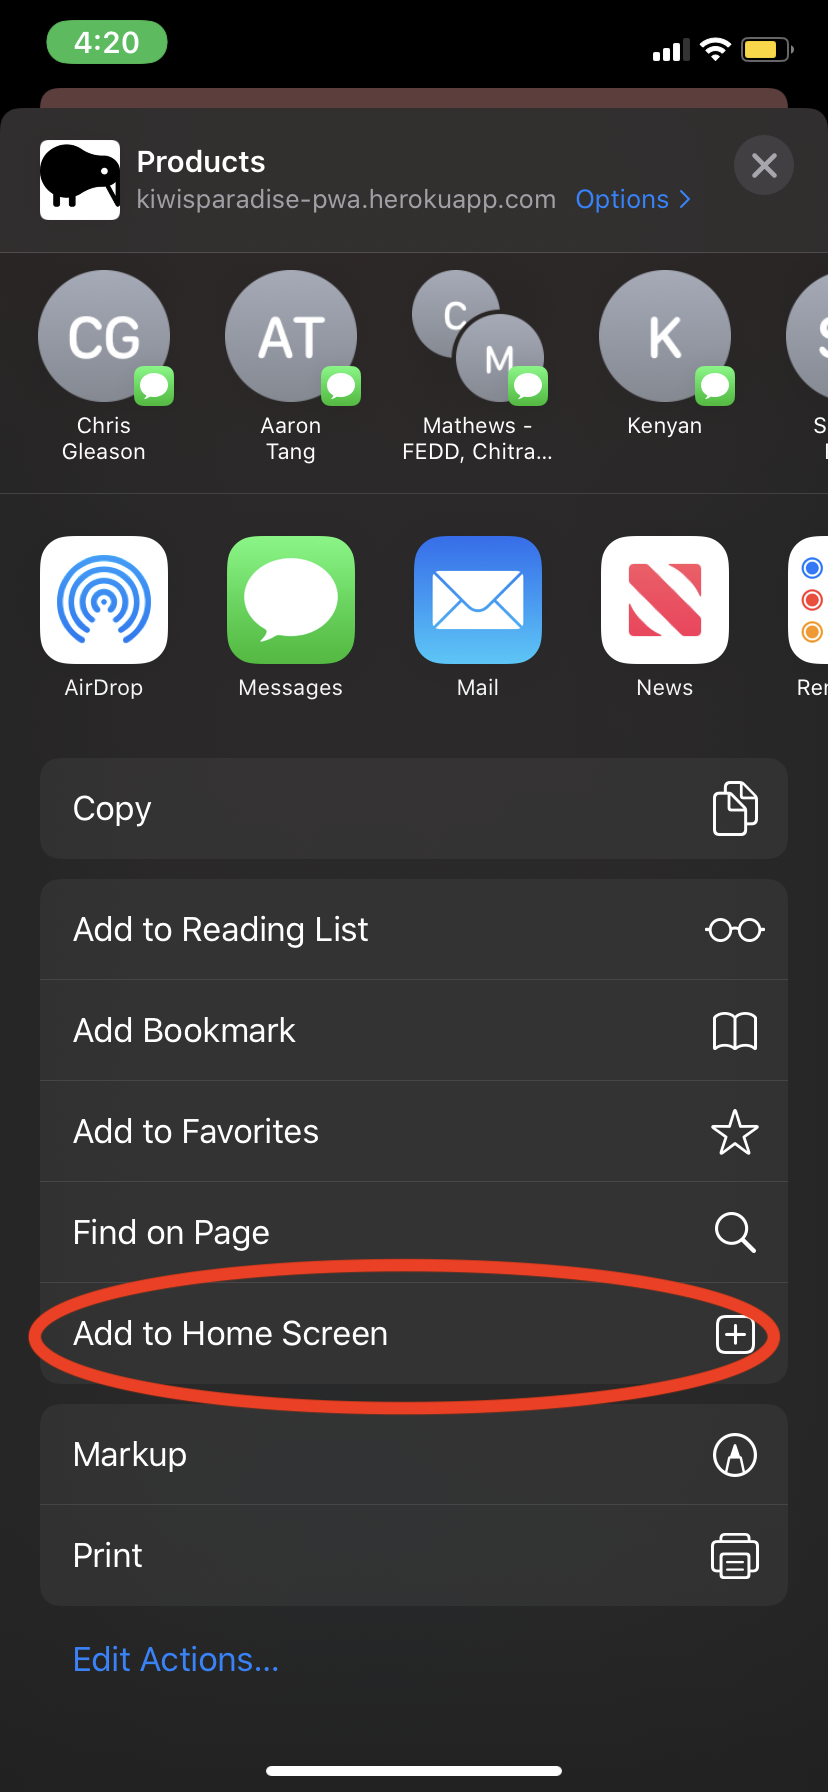 4:20
Products
kiwisparadise-pwa.herokuapp.com Options
CG
AT
C
M
K
Chris
Gleason
Aaron
Tang
Mathews -
FEDD, Chitra...
Kenyan
AirDrop
Messages
Mail
News
Copy
Add to Reading List
Add Bookmark
Add to Favorites
Find on Page
Add to Home Screen
Markup
Print
Edit Actions...